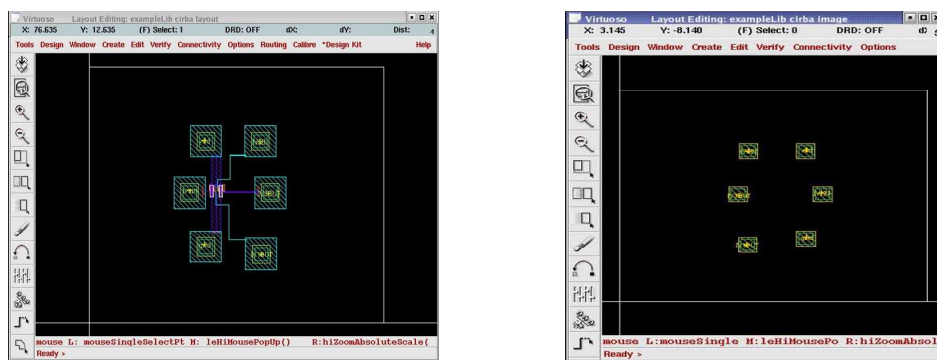 Virtuoso Layout Editing: exampleLib cirba layout
X: 76.635 Y: 12.635 (F) Select: 1 DRD: OFF dX: dY: Dist: 4
Tools Design Window Create Edit Verify Connectivity Options Routing Calibre *Design Kit Help
mouse L: mouseSingleSelectPt M: leHiMousePopUp() R:hiZoomAbsoluteScale(
Ready >
Virtuoso Layout Editing: exampleLib cirba image
X: 3.145 Y: -8.140 (F) Select: 0 DRD: OFF
Tools Design Window Create Edit Verify Connectivity Options
mouse L:mouseSingle M:leHiMousePo R:hiZoomAbsol
Ready >